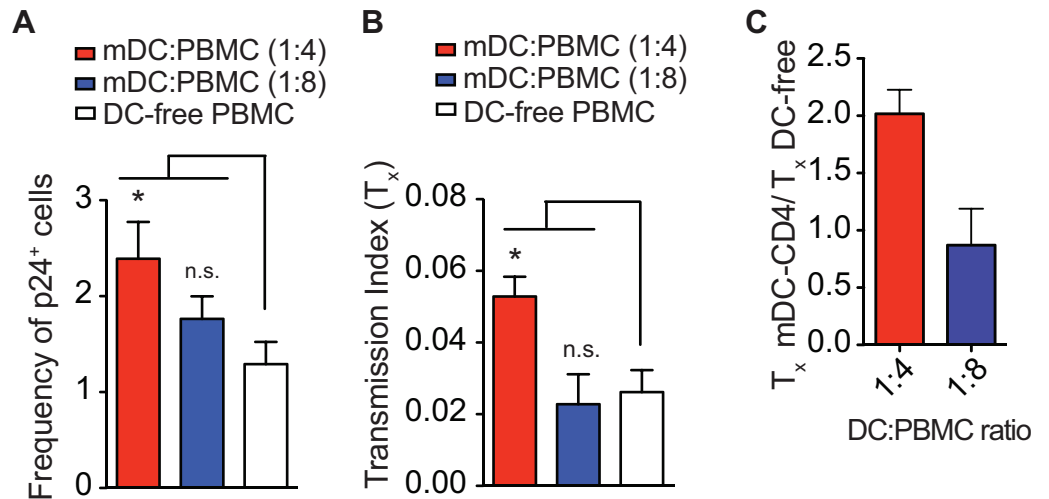 A
mDC:PBMC (1:4)
mDC:PBMC (1:8)
DC-free PBMC
Frequency of p24⁺ cells
3
2
1
0
*
n.s.
B
mDC:PBMC (1:4)
mDC:PBMC (1:8)
DC-free PBMC
Transmission Index (Tₓ)
0.08
0.06
0.04
0.02
0.00
*
n.s.
C
Tₓ mDC-CD4/ Tₓ DC-free
2.5
2.0
1.5
1.0
0.5
0.0
1:4
1:8
DC:PBMC ratio